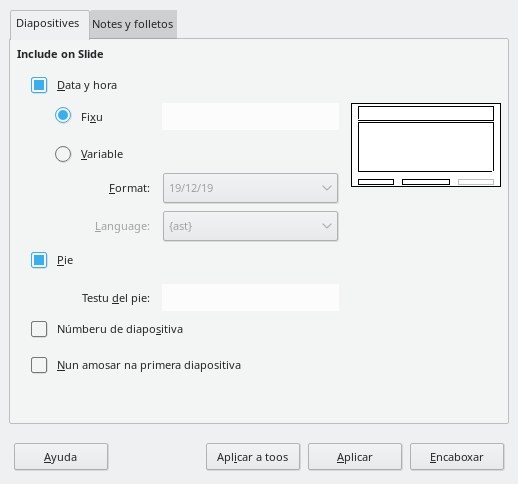 Diapositives Notes y folletos
Include on Slide
Data y hora
Fixu
Variable
Format: 19/12/19
Language: {ast}
Pie
Testu del pie:
Númberu de diapositiva
Nun amosar na primera diapositiva
Ayuda Aplicar a toos Aplicar Encaboxar